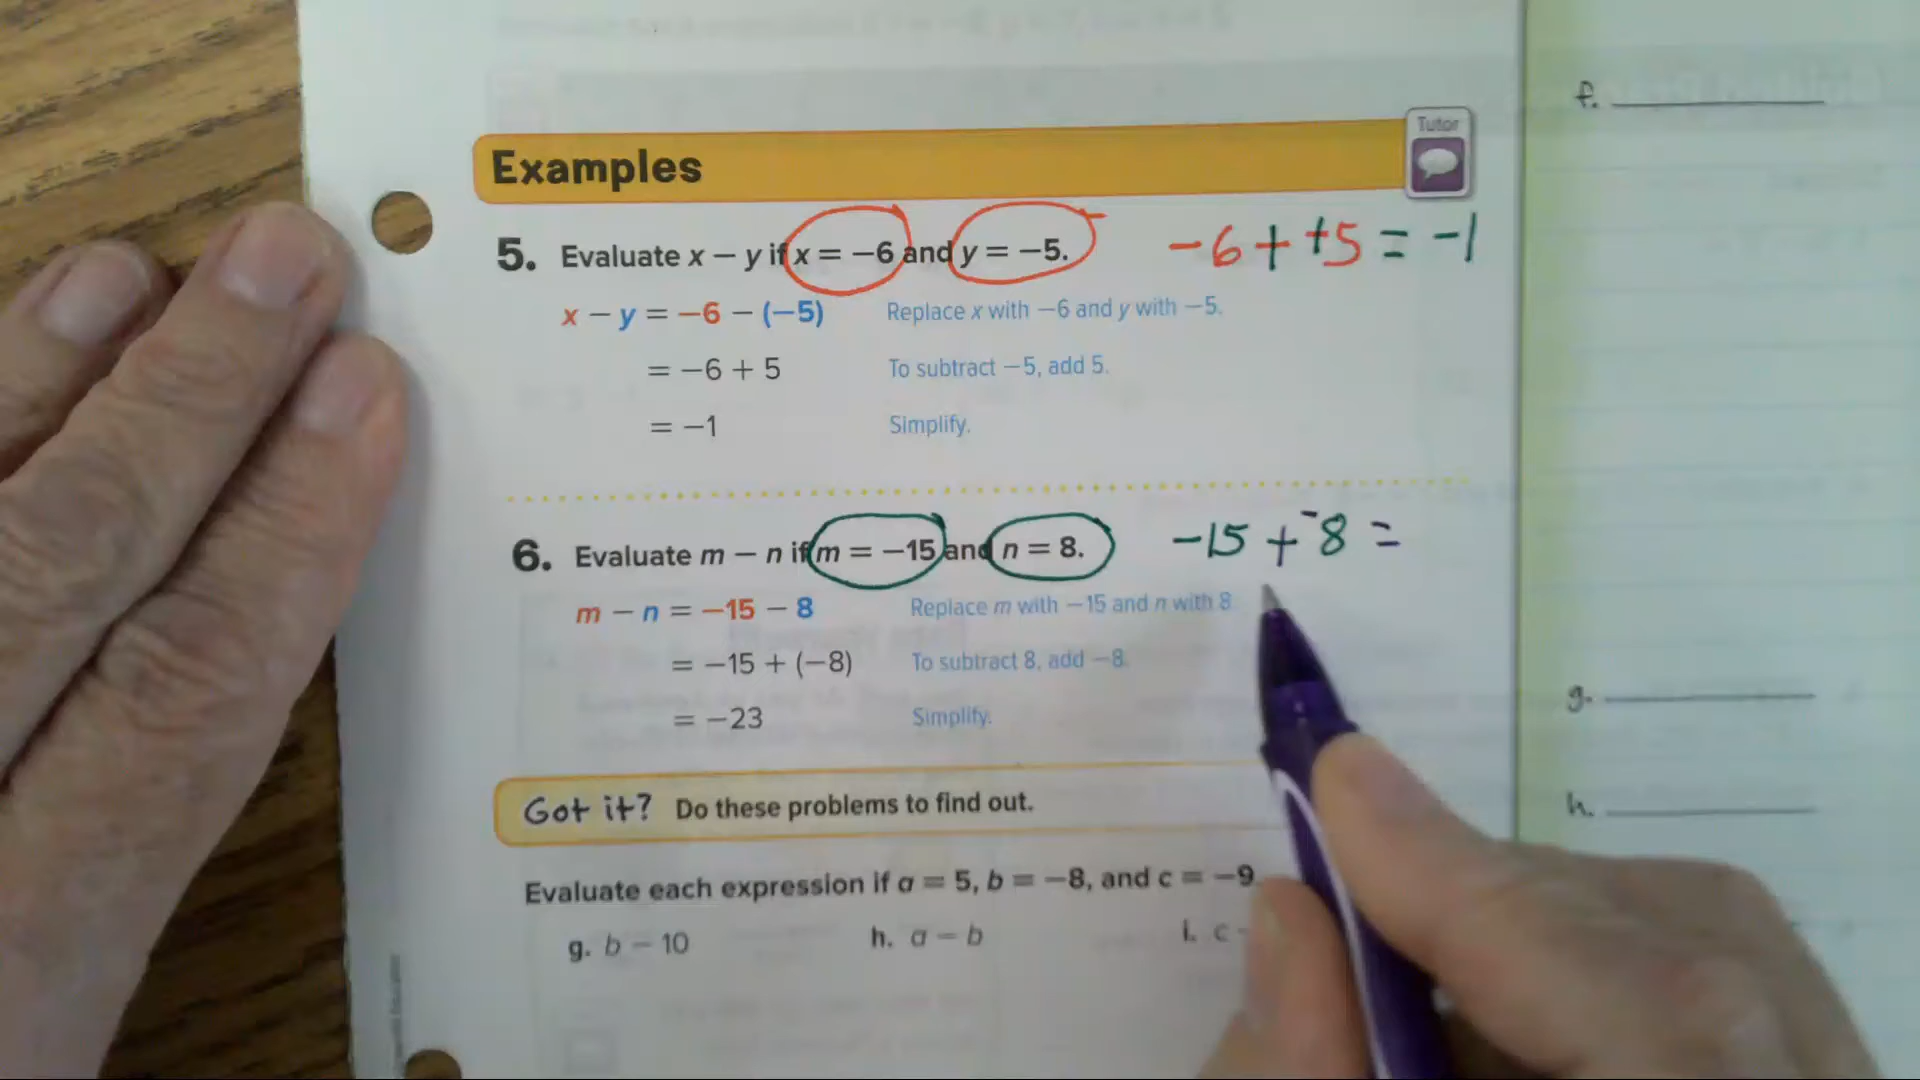 f.
Tutor
Examples
5. Evaluate x − y if x = −6 and y = −5. -6 + +5 = -1
x − y = −6 − (−5) Replace x with −6 and y with −5.
= −6 + 5 To subtract −5, add 5.
= −1 Simplify.
6. Evaluate m − n if m = −15 and n = 8. -15 + -8 =
m − n = −15 − 8 Replace m with −15 and n with 8
= −15 + (−8) To subtract 8, add −8.
= −23 Simplify.
g.
Got it? Do these problems to find out.
h.
Evaluate each expression if a = 5, b = −8, and c = −9
g. b − 10 h. a − b i. c -